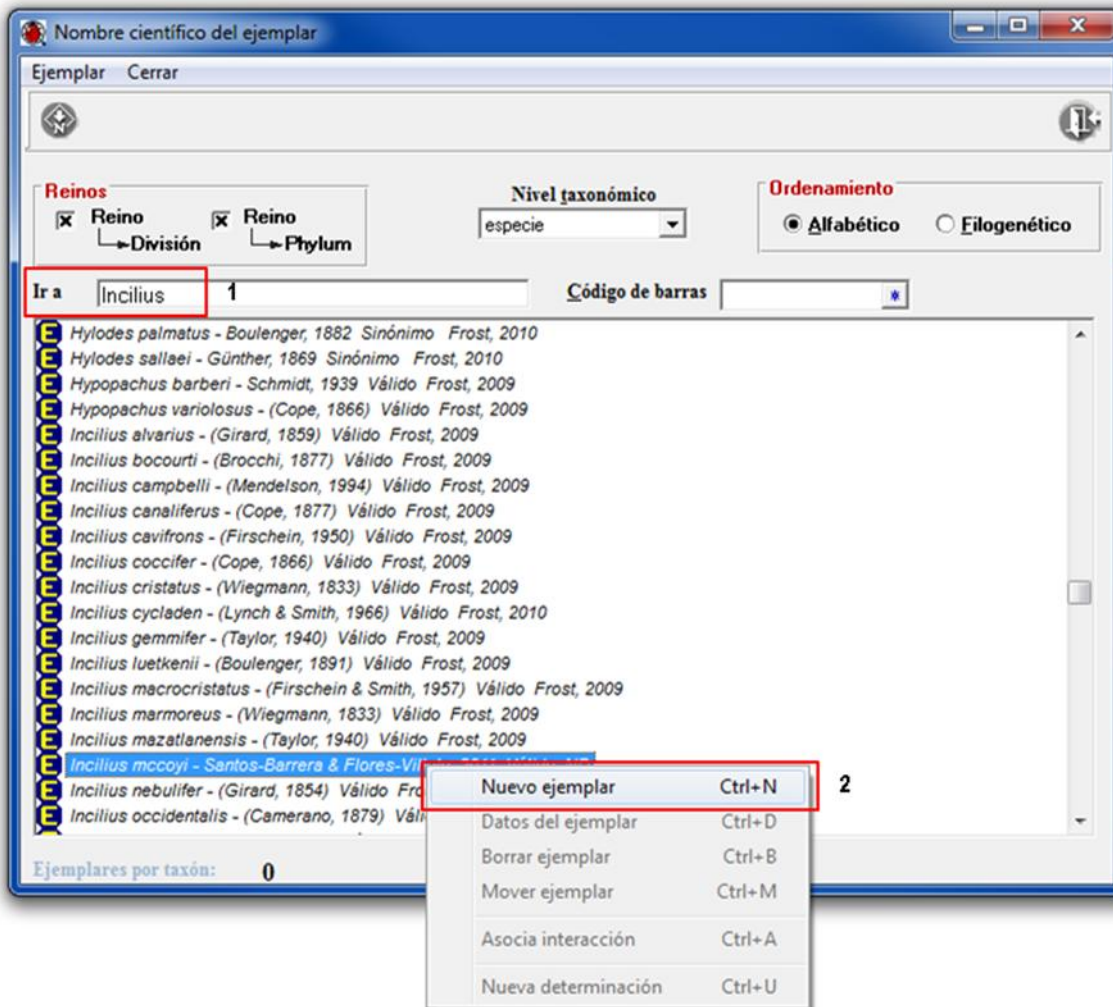 Nombre científico del ejemplar
Ejemplar Cerrar
Reinos
Reino División
Reino Phylum
Nivel taxonómico
especie
Ordenamiento
Alfabético Filogenético
Ir a Incilius 1 Código de barras *
E Hylodes palmatus - Boulenger, 1882 Sinónimo Frost, 2010
E Hylodes sallaei - Günther, 1869 Sinónimo Frost, 2010
E Hypopachus barberi - Schmidt, 1939 Válido Frost, 2009
E Hypopachus variolosus - (Cope, 1866) Válido Frost, 2009
E Incilius alvarius - (Girard, 1859) Válido Frost, 2009
E Incilius bocourti - (Brocchi, 1877) Válido Frost, 2009
E Incilius campbelli - (Mendelson, 1994) Válido Frost, 2009
E Incilius canaliferus - (Cope, 1877) Válido Frost, 2009
E Incilius cavifrons - (Firschein, 1950) Válido Frost, 2009
E Incilius coccifer - (Cope, 1866) Válido Frost, 2009
E Incilius cristatus - (Wiegmann, 1833) Válido Frost, 2009
E Incilius cycladen - (Lynch & Smith, 1966) Válido Frost, 2010
E Incilius gemmifer - (Taylor, 1940) Válido Frost, 2009
E Incilius luetkenii - (Boulenger, 1891) Válido Frost, 2009
E Incilius macrocristatus - (Firschein & Smith, 1957) Válido Frost, 2009
E Incilius marmoreus - (Wiegmann, 1833) Válido Frost, 2009
E Incilius mazatlanensis - (Taylor, 1940) Válido Frost, 2009
E Incilius mccoyi - Santos-Barrera & Flores-
E Incilius nebulifer - (Girard, 1854) Válido
E Incilius occidentalis - (Camerano, 1879)
Nuevo ejemplar Ctrl+N 2
Datos del ejemplar Ctrl+D
Borrar ejemplar Ctrl+B
Mover ejemplar Ctrl+M
Asocia interacción Ctrl+A
Nueva determinación Ctrl+U
Ejemplares por taxón: 0